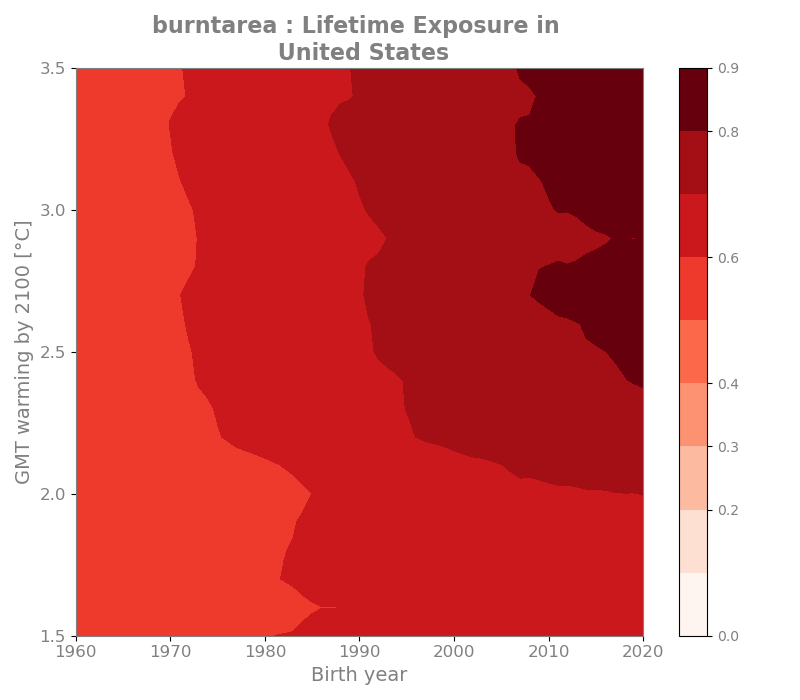 burntarea : Lifetime Exposure in
United States
3.5
3.0
2.5
2.0
1.5
GMT warming by 2100 [°C]
1960 1970 1980 1990 2000 2010 2020
Birth year
0.9
0.8
0.6
0.4
0.3
0.2
0.0